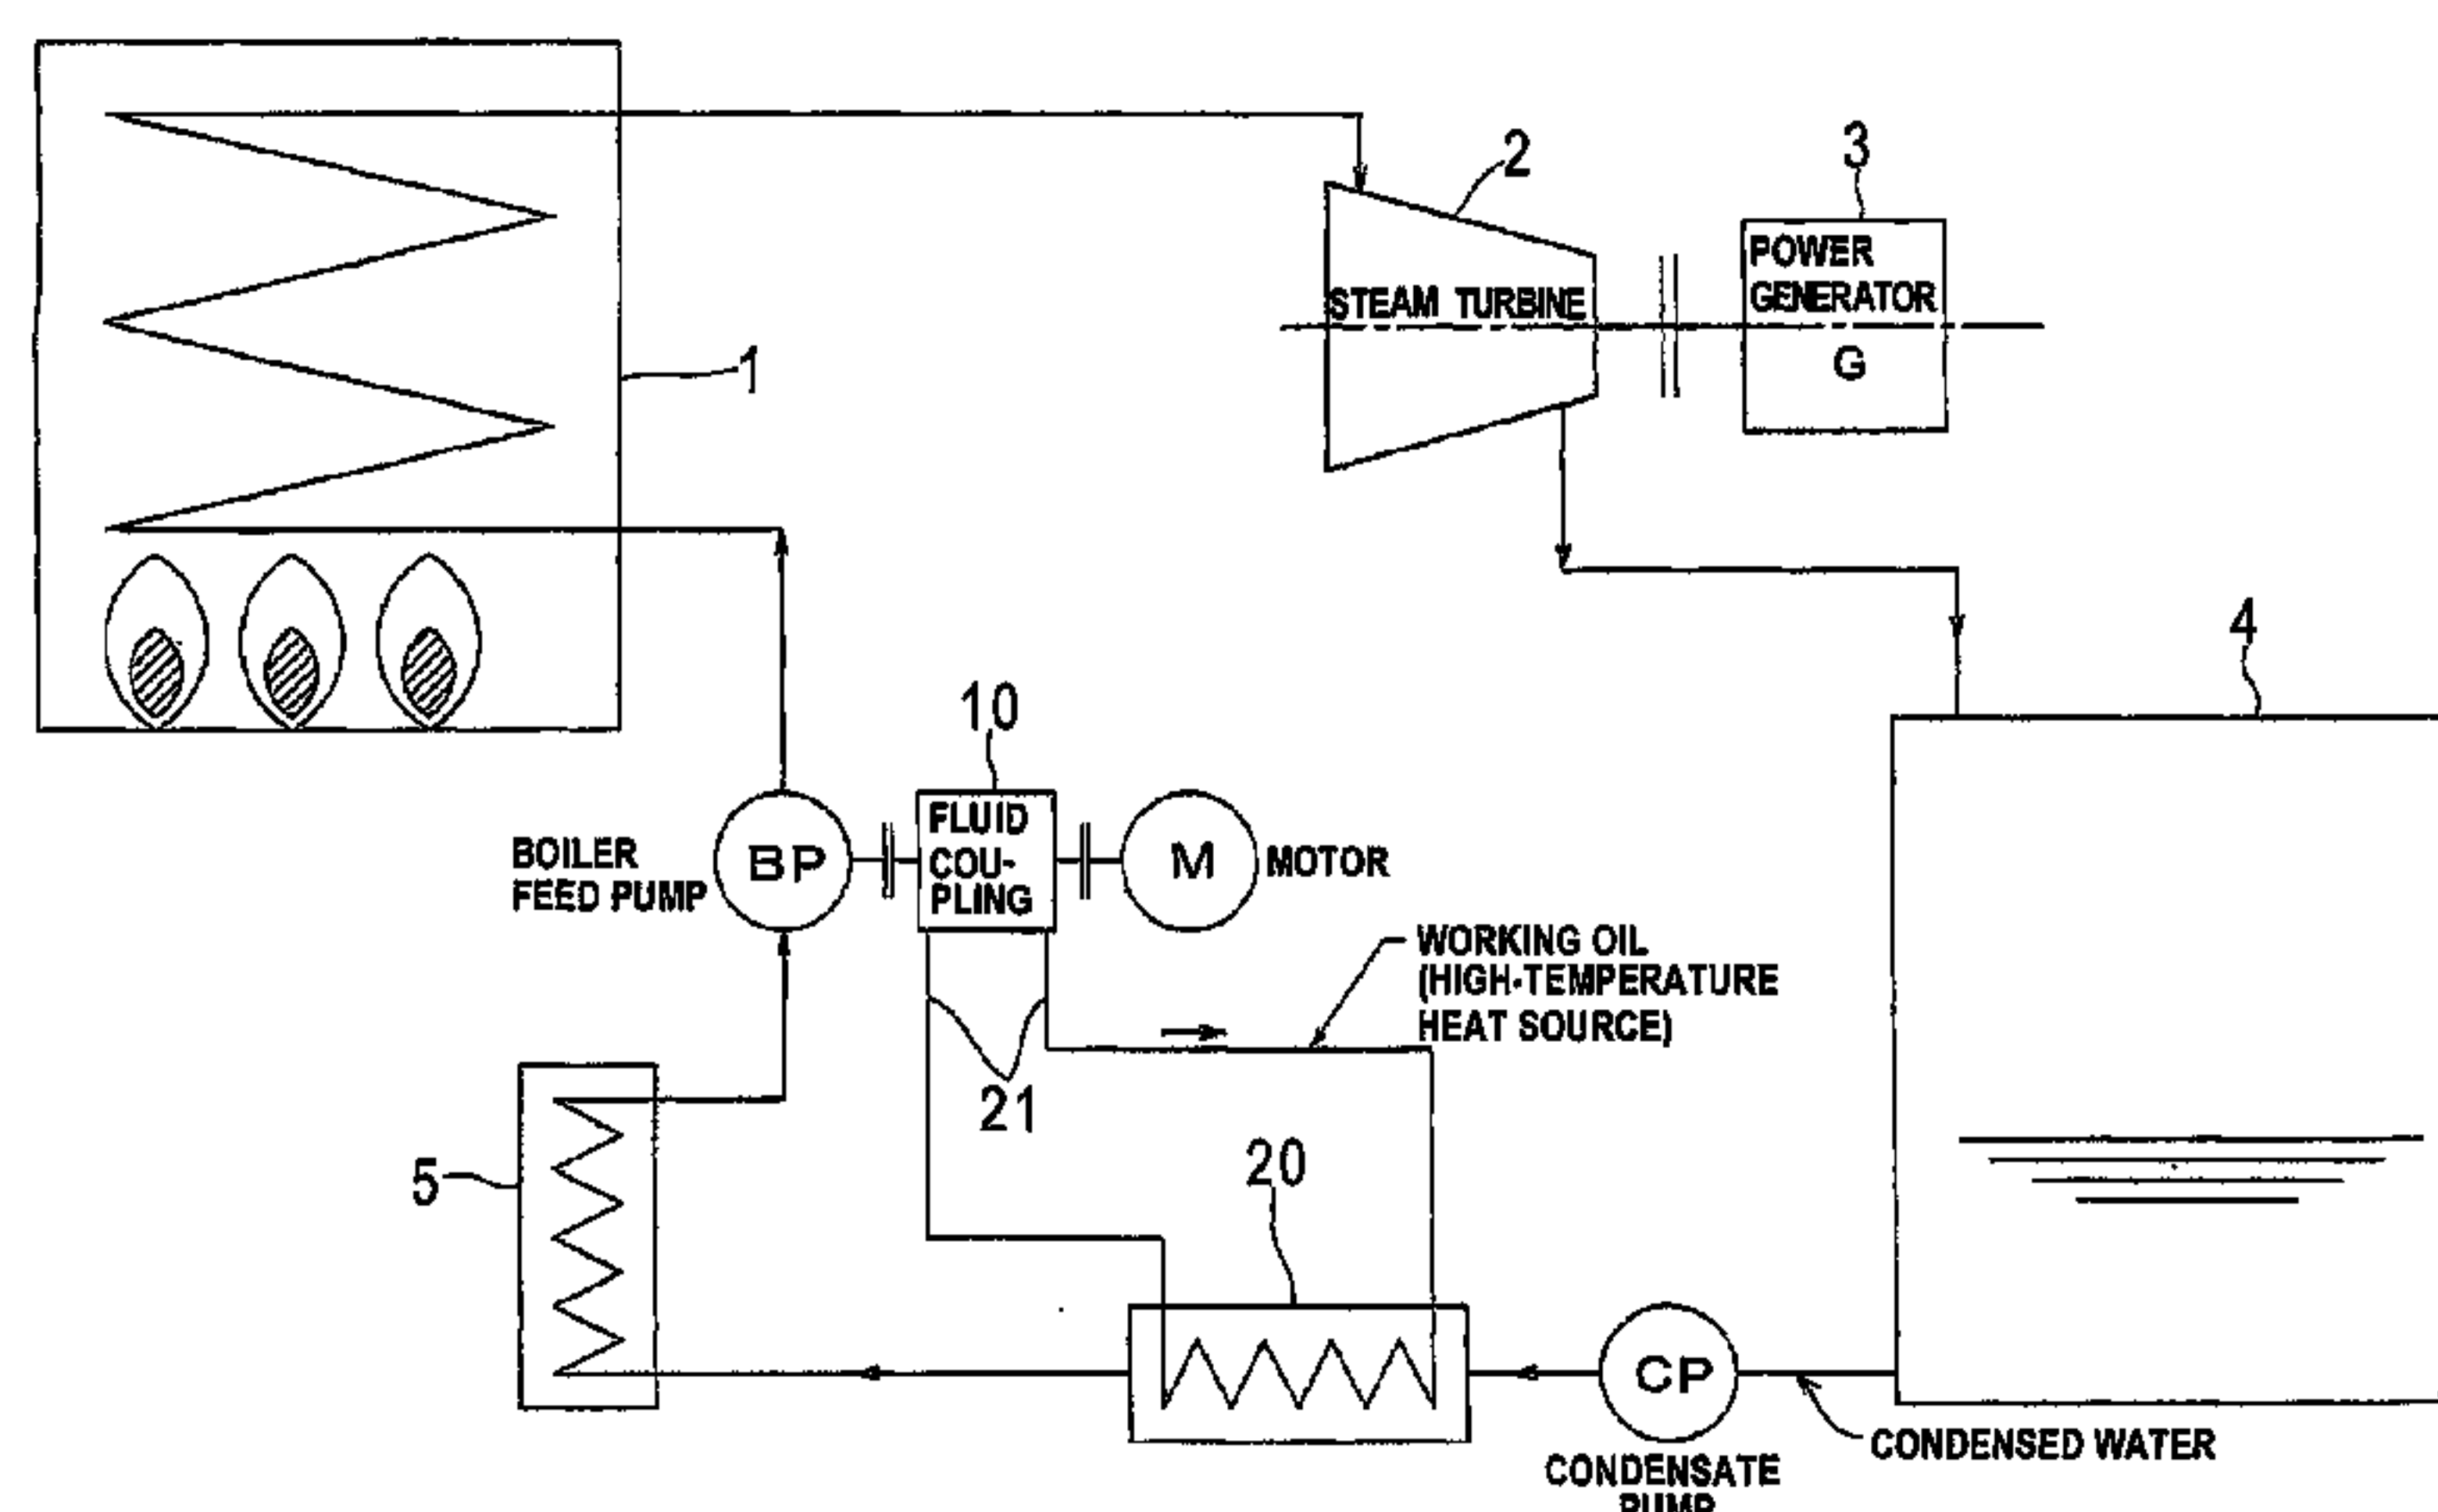 2
3
POWER
GENERATOR
STEAM TURBINE
G
1
4
10
FLUID
COU-
PLING
BP
M
BOILER
FEED PUMP
MOTOR
WORKING OIL
(HIGH-TEMPERATURE
HEAT SOURCE)
21
20
5
CP
CONDENSED WATER
CONDENSATE
PUMP